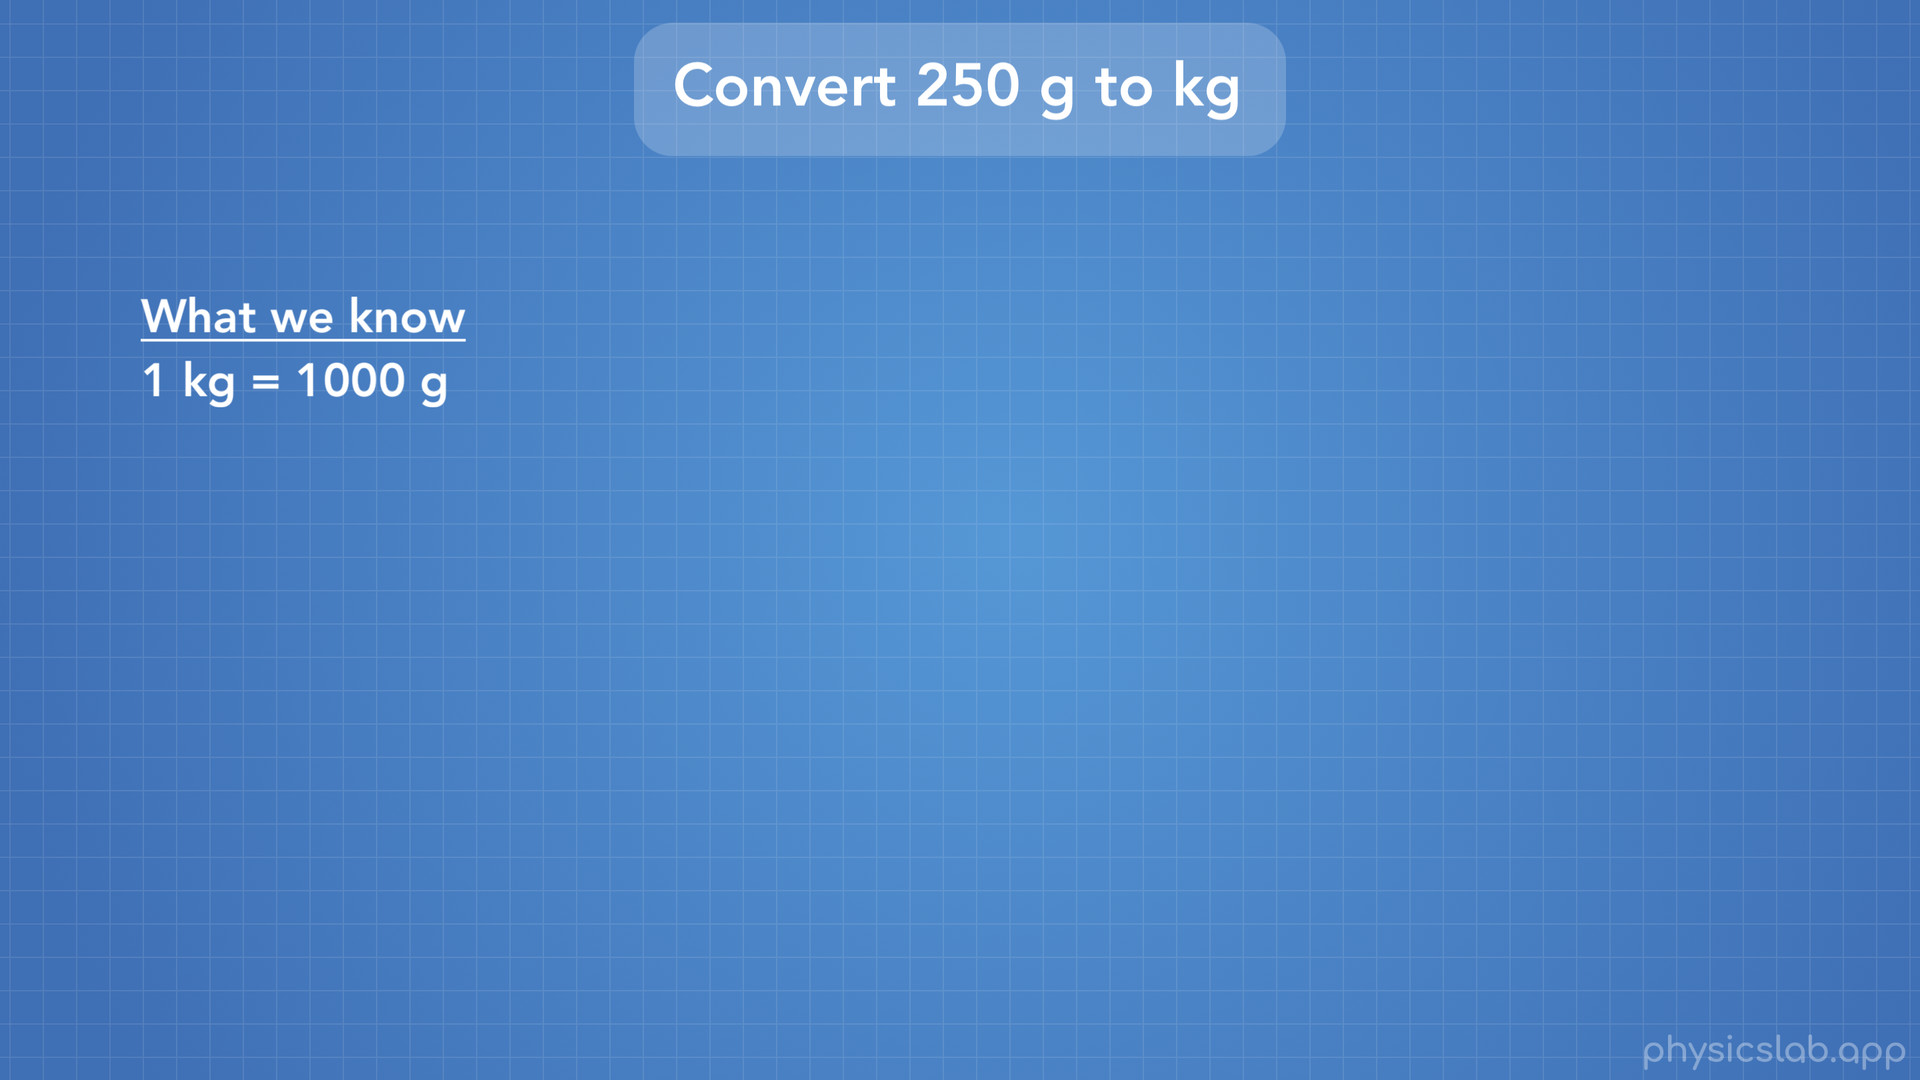 Convert 250 g to kg
What we know
1 kg = 1000 g
physicslab.app